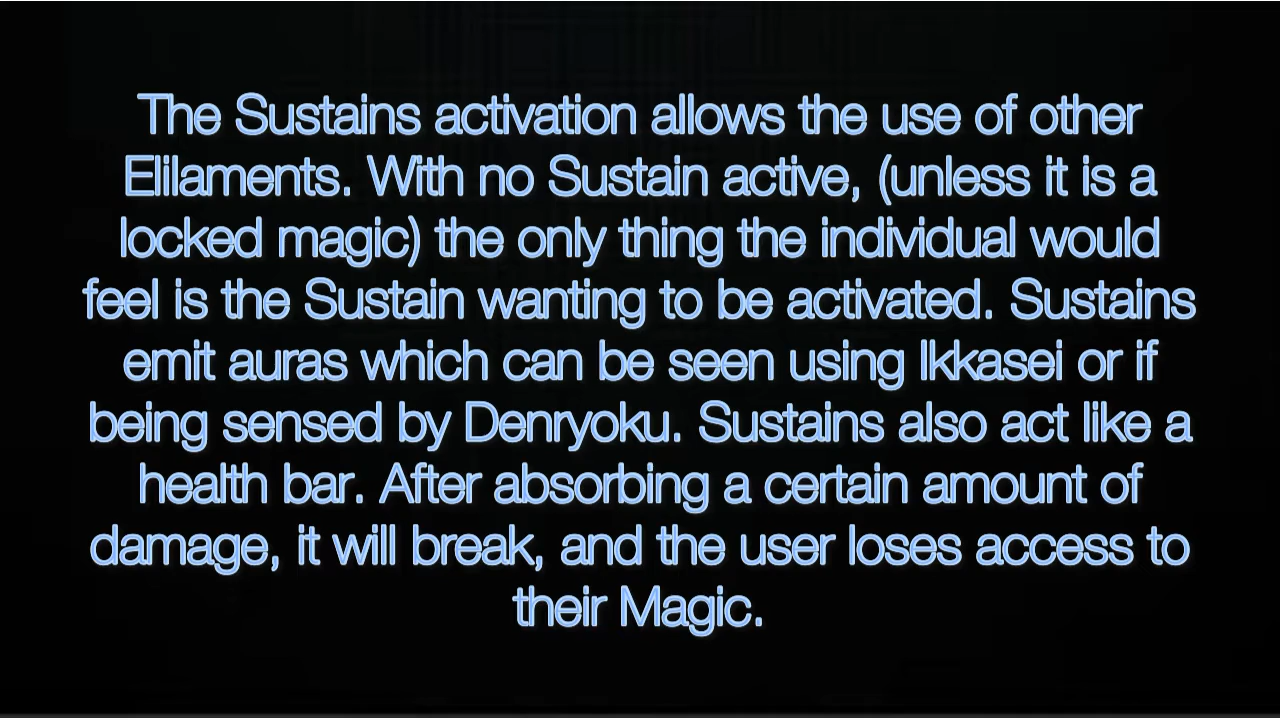 The Sustains activation allows the use of other
Elilaments. With no Sustain active, (unless it is a
locked magic) the only thing the individual would
feel is the Sustain wanting to be activated. Sustains
emit auras which can be seen using Ikkasei or if
being sensed by Denryoku. Sustains also act like a
health bar. After absorbing a certain amount of
damage, it will break, and the user loses access to
their Magic.